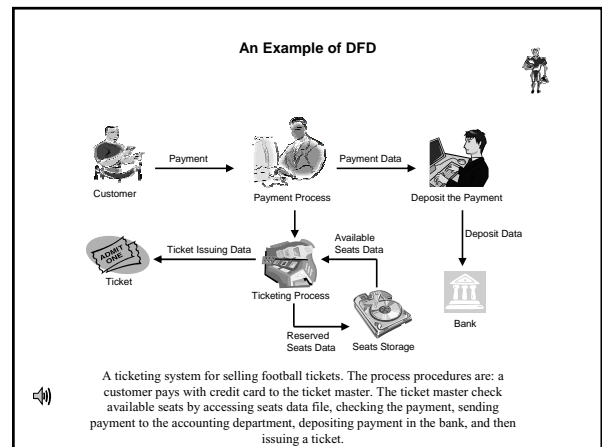 An Example of DFD
Payment
Payment Data
Customer
Payment Process
Deposit the Payment
Available
Seats Data
Deposit Data
Ticket Issuing Data
ADMIT
ONE
Ticket
Ticketing Process
Bank
Reserved
Seats Data
Seats Storage
A ticketing system for selling football tickets. The process procedures are: a
customer pays with credit card to the ticket master. The ticket master check
available seats by accessing seats data file, checking the payment, sending
payment to the accounting department, depositing payment in the bank, and then
issuing a ticket.